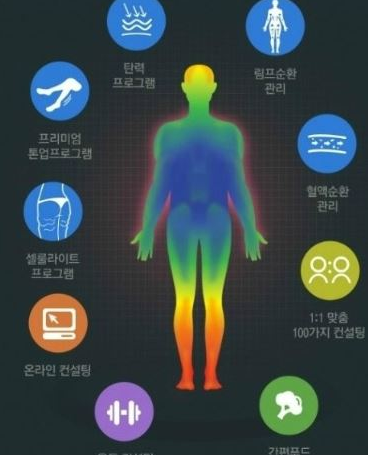 탄력
프로그램
림프순환
관리
프리미엄
톤업프로그램
혈액순환
관리
셀룰라이트
프로그램
1:1 맞춤
100가지 컨설팅
온라인 컨설팅
간편푸드